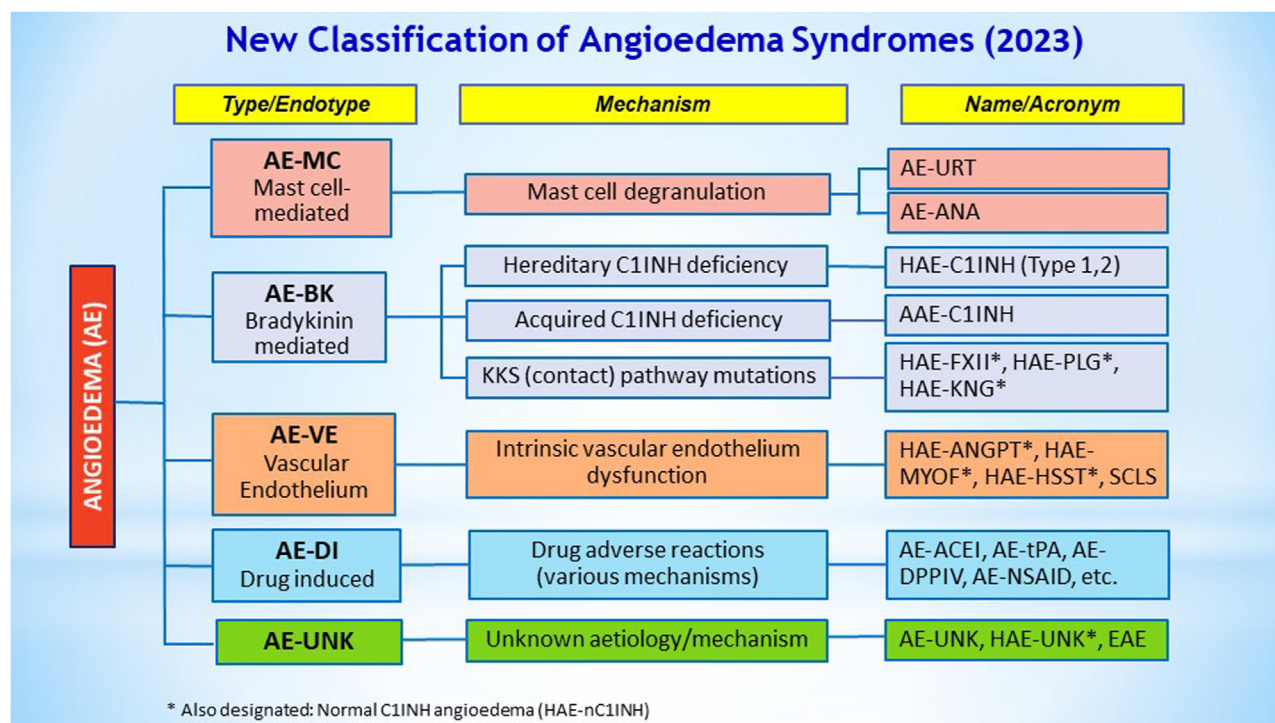 New Classification of Angioedema Syndromes (2023)
Type/Endotype
Mechanism
Name/Acronym
ANGIOEDEMA (AE)
AE-MC
Mast cell-
mediated
Mast cell degranulation
AE-URT
AE-ANA
AE-BK
Bradykinin
mediated
Hereditary C1INH deficiency
HAE-C1INH (Type 1,2)
Acquired C1INH deficiency
AAE-C1INH
KKS (contact) pathway mutations
HAE-FXII*, HAE-PLG*,
HAE-KNG*
AE-VE
Vascular
Endothelium
Intrinsic vascular endothelium
dysfunction
HAE-ANGPT*, HAE-
MYOF*, HAE-HSST*, SCLS
AE-DI
Drug induced
Drug adverse reactions
(various mechanisms)
AE-ACEI, AE-tPA, AE-
DPPIV, AE-NSAID, etc.
AE-UNK
Unknown aetiology/mechanism
AE-UNK, HAE-UNK*, EAE
* Also designated: Normal C1INH angioedema (HAE-nC1INH)